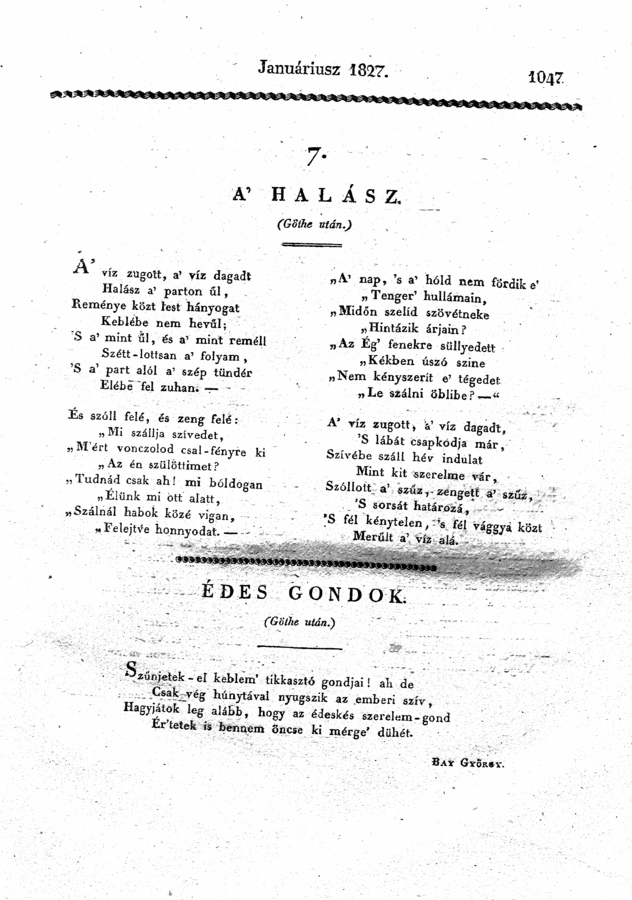 Januáriusz 1827.
1047
7.
A' HALÁSZ.
(Göthe után.)
A' víz zugott, a' víz dagadt
Halász a' parton űl,
Reménye közt lest hányogat
Keblébe nem hevűl;
'S a' mint űl, és a' mint reméll
Szétt-lottsan a' folyam,
'S a' part alól a' szép tündér
Elébe fel zuhan. —
És szóll felé, és zeng felé:
„Mi szállja szívedet,
„M'ért vonczolod csal-fényre ki
„Az én szülöttimet?
„Tudnád csak ah! mi bóldogan
„Élünk mi ott alatt,
„Szálnál habok közé vigan,
„Felejtve honnyodat. —
„A' nap, 's a' hóld nem fördik e'
„Tenger' hullámain,
„Midőn szelíd szövétneke
„Hintázik árjain?
„Az Ég' fenekre süllyedett
„Kékben úszó szine
„Nem kényszerít e' tégedet
„Le szálni öblibe? —"
A' víz zugott, a' víz dagadt,
'S lábát csapkodja már,
Szívébe száll hév indulat
Mint kit szerelme vár,
Szóllott a' szűz, zengett a' szűz,
'S sorsát határozá,
'S fél kénytelen, 's fél vággya közt
Merűlt a' víz alá.
ÉDES GONDOK.
(Göthe után.)
Szúnjetek-el keblem' tikkasztó gondjai! ah de
Csak vég húnytával nyugszik az emberi szív,
Hagyjátok leg alább, hogy az édeskés szerelem-gond
Ér'tetek is bennem öncse ki mérge' dühét.
BAY GYÖRGY.